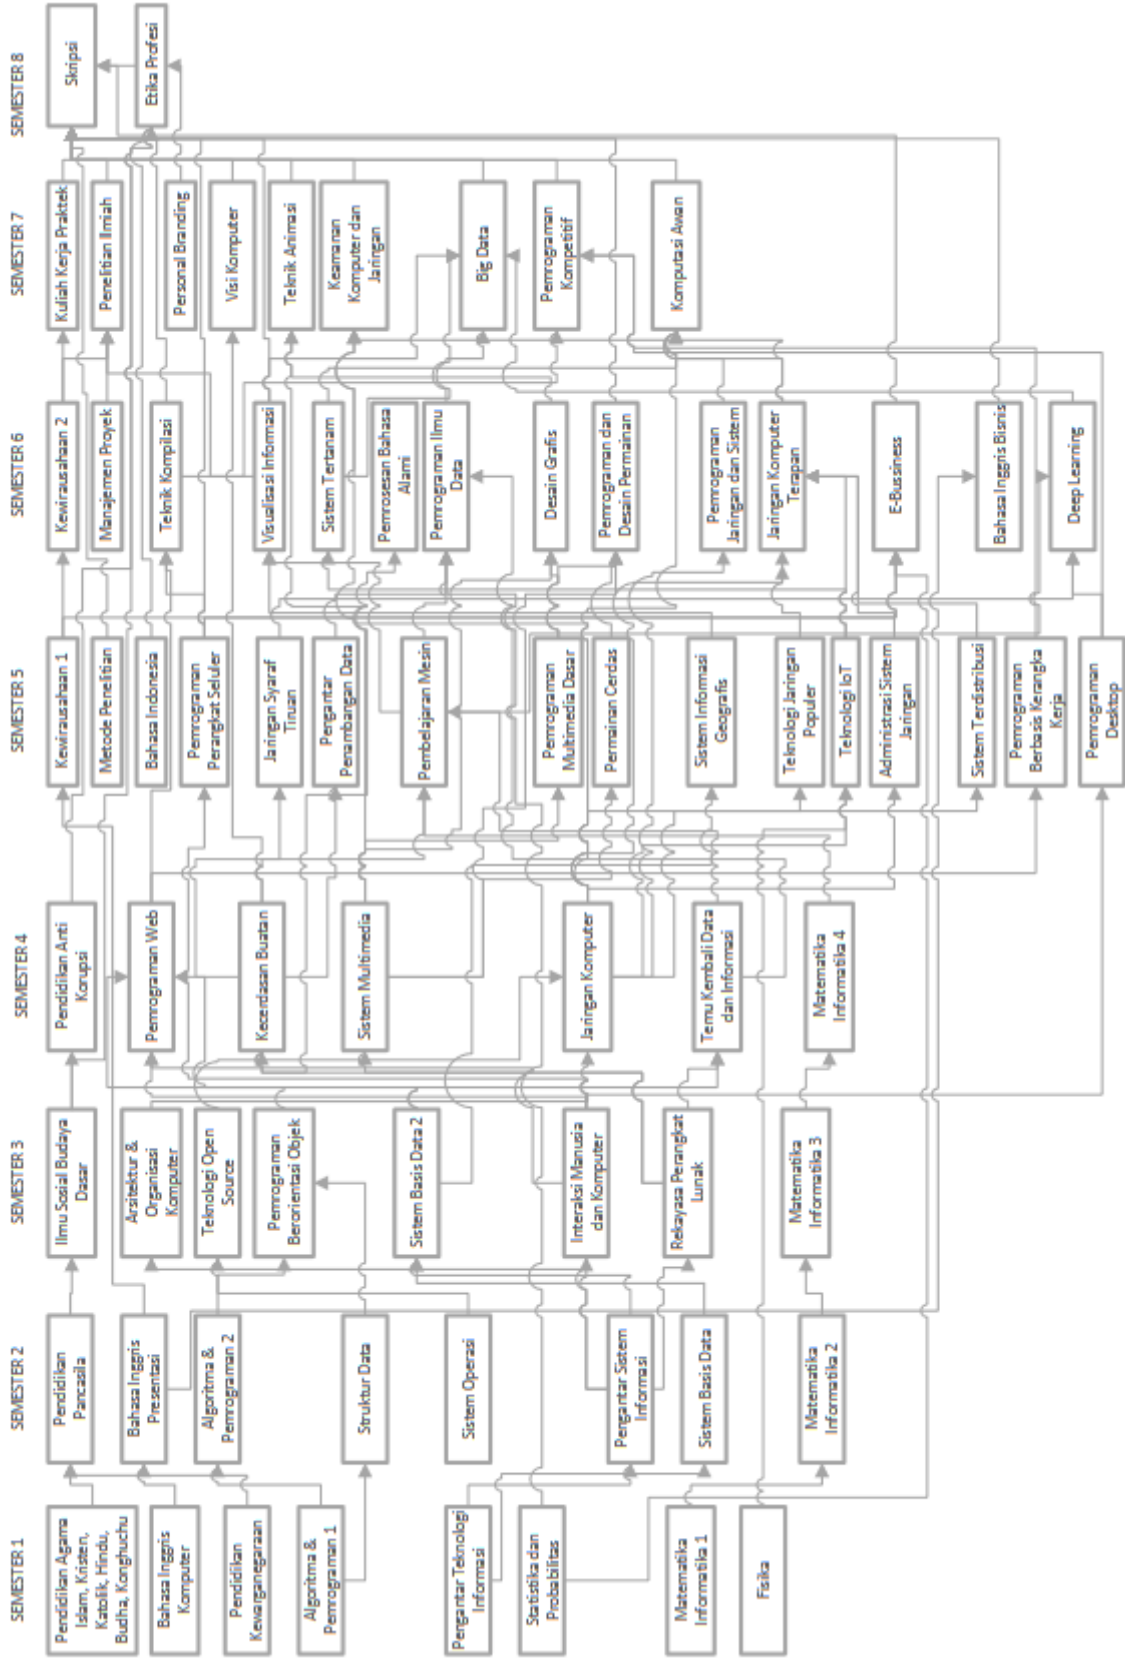 SEMESTER 1
Pendidikan Agama
Islam, Kristen,
Katolik, Hindu,
Budha, Konghuchu
Bahasa Inggris
Komputer
Pendidikan
Kewarganegaraan
Algoritma &
Pemrograman 1
Pengantar Teknologi
Informasi
Statistika dan
Probabilitas
Matematika
Informatika 1
Fisika
SEMESTER 2
Pendidikan
Pancasila
Bahasa Inggris
Presentasi
Algoritma &
Pemrograman 2
Struktur Data
Sistem Operasi
Pengantar Sistem
Informasi
Sistem Basis Data
Matematika
Informatika 2
SEMESTER 3
Ilmu Sosial Budaya
Dasar
Arsitektur &
Organisasi
Komputer
Teknologi Open
Source
Pemrograman
Berorientasi Objek
Sistem Basis Data 2
Interaksi Manusia
dan Komputer
Rekayasa Perangkat
Lunak
Matematika
Informatika 3
SEMESTER 4
Pendidikan Anti
Korupsi
Pemrograman Web
Kecerdasan Buatan
Sistem Multimedia
Jaringan Komputer
Temu Kembali Data
dan Informasi
Matematika
Informatika 4
SEMESTER 5
Kewirausahaan 1
Metode Penelitian
Bahasa Indonesia
Pemrograman
Perangkat Seluler
Jaringan Syaraf
Tiruan
Pengantar
Penambangan Data
Pembelajaran Mesin
Pemrograman
Multimedia Dasar
Permainan Cerdas
Sistem Informasi
Geografis
Teknologi Jaringan
Populer
Teknologi IoT
Administrasi Sistem
Jaringan
Sistem Terdistribusi
Pemrograman
Berbasis Kerangka
Kerja
Pemrograman
Desktop
SEMESTER 6
Kewirausahaan 2
Manajemen Proyek
Teknik Kompilasi
Visualisasi Informasi
Sistem Tertanam
Pemrosesan Bahasa
Alami
Pemrograman Ilmu
Data
Desain Grafis
Pemrograman dan
Desain Permainan
Pemrograman
Jaringan dan Sistem
Jaringan Komputer
Terapan
E-Business
Bahasa Inggris Bisnis
Deep Learning
SEMESTER 7
Kuliah Kerja Praktek
Penelitian Ilmiah
Personal Branding
Visi Komputer
Teknik Animasi
Keamanan
Komputer dan
Jaringan
Big Data
Pemrograman
Kompetitif
Komputasi Awan
SEMESTER 8
Skripsi
Etika Profesi